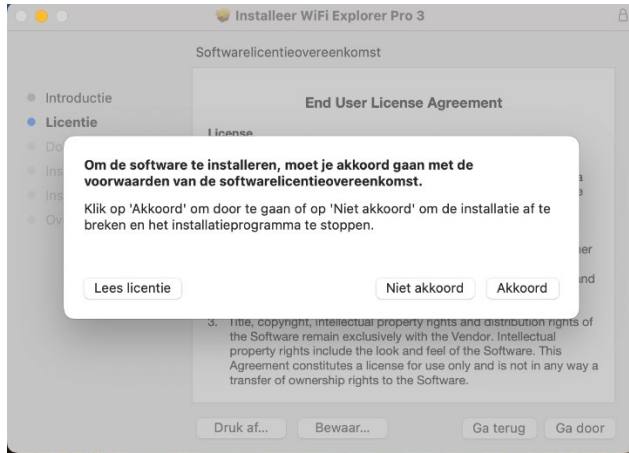 Installeer WiFi Explorer Pro 3
Softwarelicentieovereenkomst
Introductie
Licentie
Do
Ins
Ins
Ov
End User License Agreement
License
Om de software te installeren, moet je akkoord gaan met de
voorwaarden van de softwarelicentieovereenkomst.
Klik op 'Akkoord' om door te gaan of op 'Niet akkoord' om de installatie af te
breken en het installatieprogramma te stoppen.
Lees licentie
Niet akkoord
Akkoord
3. Title, copyright, intellectual property rights and distribution rights of
the Software remain exclusively with the Vendor. Intellectual
property rights include the look and feel of the Software. This
Agreement constitutes a license for use only and is not in any way a
transfer of ownership rights to the Software.
Druk af...
Bewaar...
Ga terug
Ga door